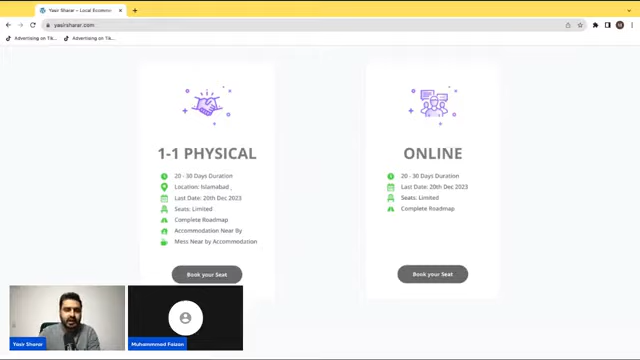 Yasir Sharar – Local Ecomme
yasirsharar.com
Advertising on Tik...
Advertising on Tik...
1-1 PHYSICAL
20 - 30 Days Duration
Location: Islamabad
Last Date: 20th Dec 2023
Seats: Limited
Complete Roadmap
Accommodation Near By
Mess Near by Accommodation
Book your Seat
ONLINE
20 - 30 Days Duration
Last Date: 20th Dec 2023
Seats: Limited
Complete Roadmap
Book your Seat
Yasir Sharar
Muhammad Faizan